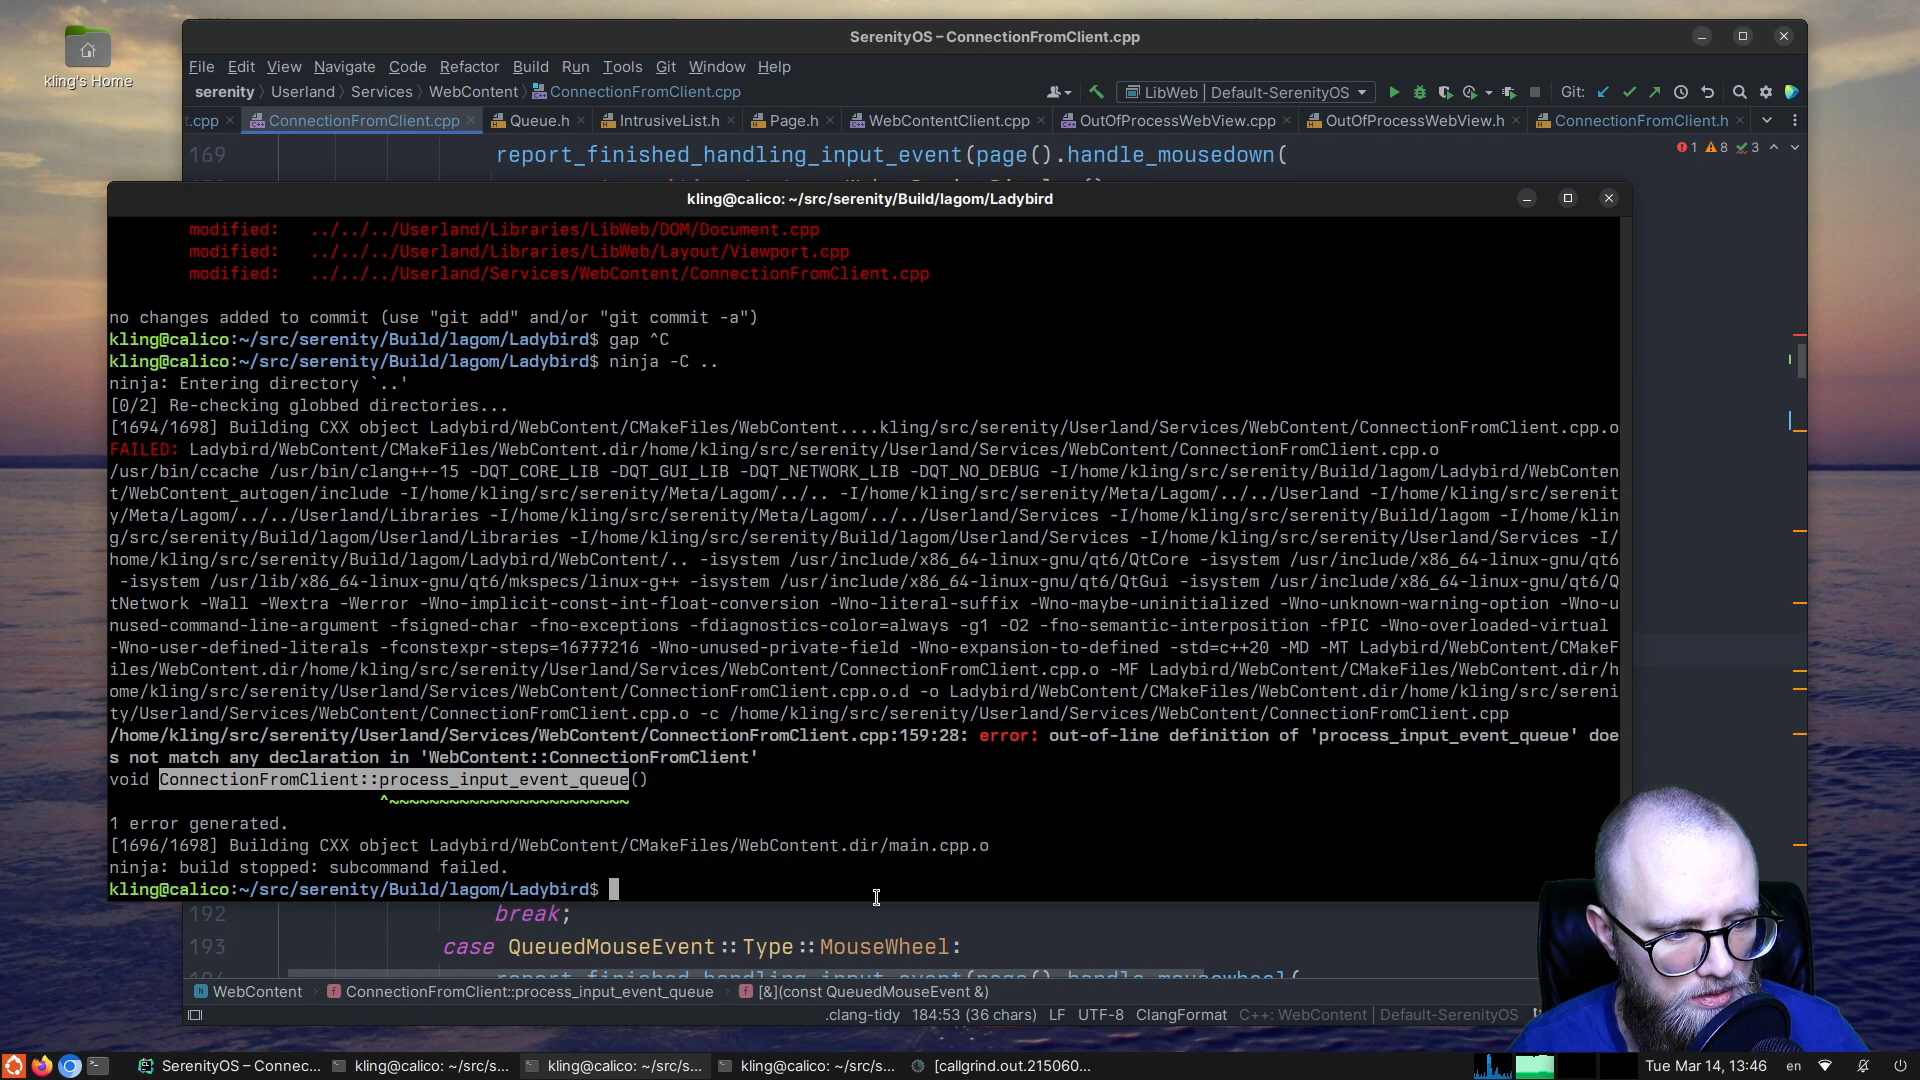 kling's Home
SerenityOS – ConnectionFromClient.cpp
File Edit View Navigate Code Refactor Build Run Tools Git Window Help
serenity Userland Services WebContent ConnectionFromClient.cpp
LibWeb | Default-SerenityOS
Git:
t.cpp ConnectionFromClient.cpp Queue.h IntrusiveList.h Page.h WebContentClient.cpp OutOfProcessWebView.cpp OutOfProcessWebView.h ConnectionFromClient.h
169 report_finished_handling_input_event(page().handle_mousedown(
1 8 3
kling@calico: ~/src/serenity/Build/lagom/Ladybird
modified: ../../../Userland/Libraries/LibWeb/DOM/Document.cpp
modified: ../../../Userland/Libraries/LibWeb/Layout/Viewport.cpp
modified: ../../../Userland/Services/WebContent/ConnectionFromClient.cpp
no changes added to commit (use "git add" and/or "git commit -a")
kling@calico:~/src/serenity/Build/lagom/Ladybird$ gap ^C
kling@calico:~/src/serenity/Build/lagom/Ladybird$ ninja -C ..
ninja: Entering directory `..'
[0/2] Re-checking globbed directories...
[1694/1698] Building CXX object Ladybird/WebContent/CMakeFiles/WebContent....kling/src/serenity/Userland/Services/WebContent/ConnectionFromClient.cpp.o
FAILED: Ladybird/WebContent/CMakeFiles/WebContent.dir/home/kling/src/serenity/Userland/Services/WebContent/ConnectionFromClient.cpp.o
/usr/bin/ccache /usr/bin/clang++-15 -DQT_CORE_LIB -DQT_GUI_LIB -DQT_NETWORK_LIB -DQT_NO_DEBUG -I/home/kling/src/serenity/Build/lagom/Ladybird/WebConten
t/WebContent_autogen/include -I/home/kling/src/serenity/Meta/Lagom/../.. -I/home/kling/src/serenity/Meta/Lagom/../../Userland -I/home/kling/src/serenit
y/Meta/Lagom/../../Userland/Libraries -I/home/kling/src/serenity/Meta/Lagom/../../Userland/Services -I/home/kling/src/serenity/Build/lagom -I/home/klin
g/src/serenity/Build/lagom/Userland/Libraries -I/home/kling/src/serenity/Build/lagom/Userland/Services -I/home/kling/src/serenity/Userland/Services -I/
home/kling/src/serenity/Build/lagom/Ladybird/WebContent/.. -isystem /usr/include/x86_64-linux-gnu/qt6/QtCore -isystem /usr/include/x86_64-linux-gnu/qt6
-isystem /usr/lib/x86_64-linux-gnu/qt6/mkspecs/linux-g++ -isystem /usr/include/x86_64-linux-gnu/qt6/QtGui -isystem /usr/include/x86_64-linux-gnu/qt6/Q
tNetwork -Wall -Wextra -Werror -Wno-implicit-const-int-float-conversion -Wno-literal-suffix -Wno-maybe-uninitialized -Wno-unknown-warning-option -Wno-u
nused-command-line-argument -fsigned-char -fno-exceptions -fdiagnostics-color=always -g1 -O2 -fno-semantic-interposition -fPIC -Wno-overloaded-virtual
-Wno-user-defined-literals -fconstexpr-steps=16777216 -Wno-unused-private-field -Wno-expansion-to-defined -std=c++20 -MD -MT Ladybird/WebContent/CMakeF
iles/WebContent.dir/home/kling/src/serenity/Userland/Services/WebContent/ConnectionFromClient.cpp.o -MF Ladybird/WebContent/CMakeFiles/WebContent.dir/h
ome/kling/src/serenity/Userland/Services/WebContent/ConnectionFromClient.cpp.o.d -o Ladybird/WebContent/CMakeFiles/WebContent.dir/home/kling/src/sereni
ty/Userland/Services/WebContent/ConnectionFromClient.cpp.o -c /home/kling/src/serenity/Userland/Services/WebContent/ConnectionFromClient.cpp
/home/kling/src/serenity/Userland/Services/WebContent/ConnectionFromClient.cpp:159:28: error: out-of-line definition of 'process_input_event_queue' doe
s not match any declaration in 'WebContent::ConnectionFromClient'
void ConnectionFromClient::process_input_event_queue()
^~~~~~~~~~~~~~~~~~~~~~~~~
1 error generated.
[1696/1698] Building CXX object Ladybird/WebContent/CMakeFiles/WebContent.dir/main.cpp.o
ninja: build stopped: subcommand failed.
kling@calico:~/src/serenity/Build/lagom/Ladybird$
192 break;
193 case QueuedMouseEvent::Type::MouseWheel:
report_finished_handling_input_event(page().handle_mousewheel(
WebContent ConnectionFromClient::process_input_event_queue [&](const QueuedMouseEvent &)
.clang-tidy 184:53 (36 chars) LF UTF-8 ClangFormat C++: WebContent | Default-SerenityOS
SerenityOS – Connec... kling@calico: ~/src/s... kling@calico: ~/src/s... kling@calico: ~/src/s... [callgrind.out.215060... Tue Mar 14, 13:46 en